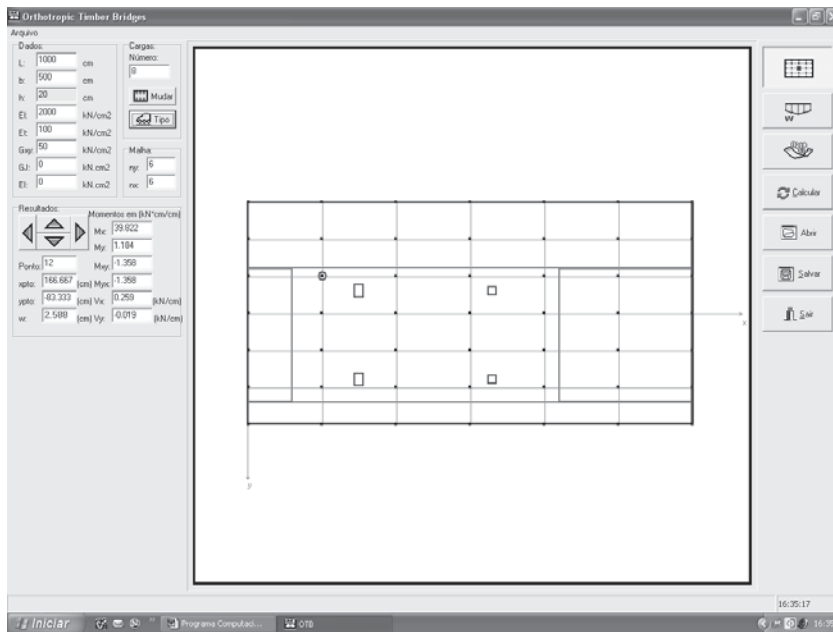 Orthotropic Timber Bridges
Arquivo
Dados:
L: 1000 cm
b: 500 cm
h: 20 cm
El: 2000 kN/cm2
Et: 100 kN/cm2
Gxy: 50 kN/cm2
GJ: 0 kN.cm2
EI: 0 kN.cm2
Cargas:
Número:
Mudar
Tipo
Malha:
ny: 6
nx: 6
Resultados:
Momentos em (kN*cm/cm)
Mx: 39.822
My: 1.184
Ponto: 12 Mxy: -1.358
xpto: 166.667 (cm) Myx: -1.358
ypto: -83.333 (cm) Vx: 0.259 (kN/cm)
w: 2.588 (cm) Vy: -0.019 (kN/cm)
x
y
w
Calcular
Abrir
Salvar
Sair
16:35:17
Iniciar
Programa Computaci...
OTB
16:35